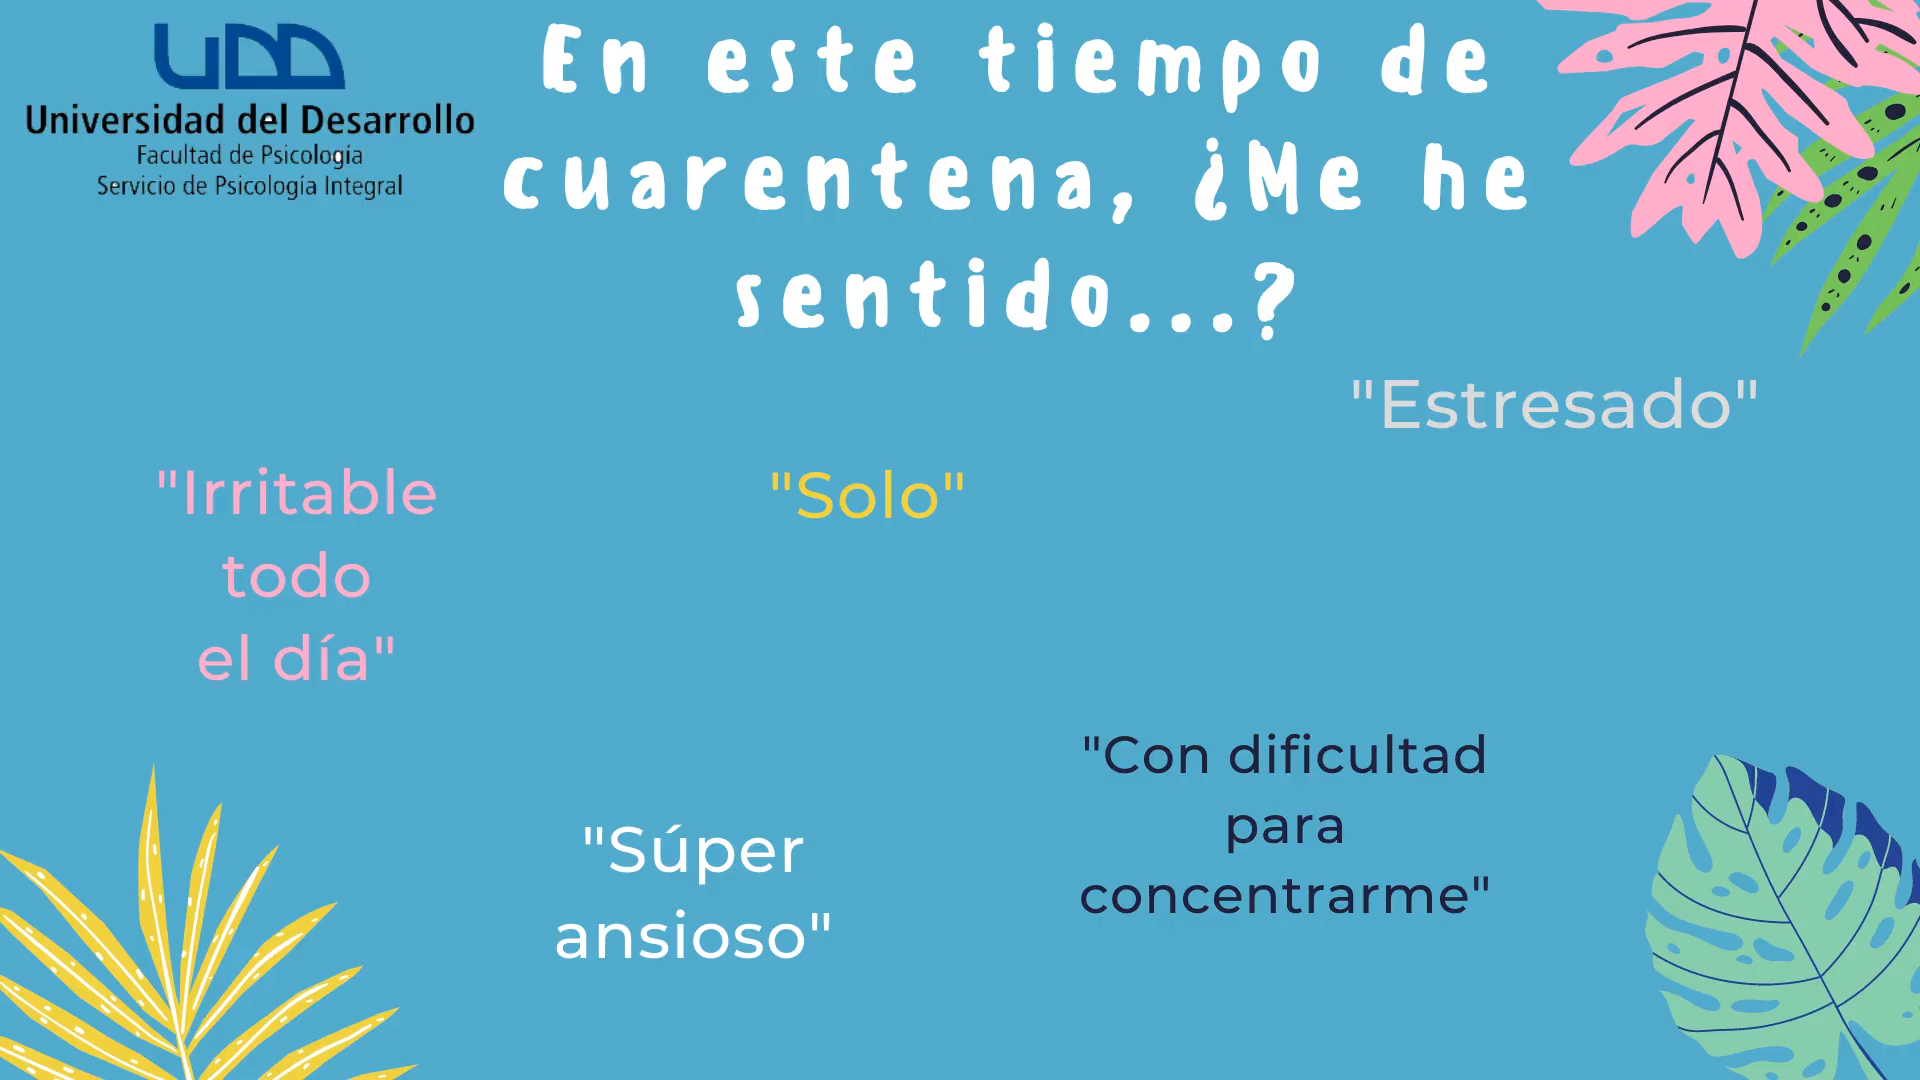 udd
Universidad del Desarrollo
Facultad de Psicología
Servicio de Psicología Integral
En este tiempo de
cuarentena, ¿Me he
sentido...?
"Estresado"
"Irritable
todo
el día"
"Solo"
"Con dificultad
para
concentrarme"
"Súper
ansioso"